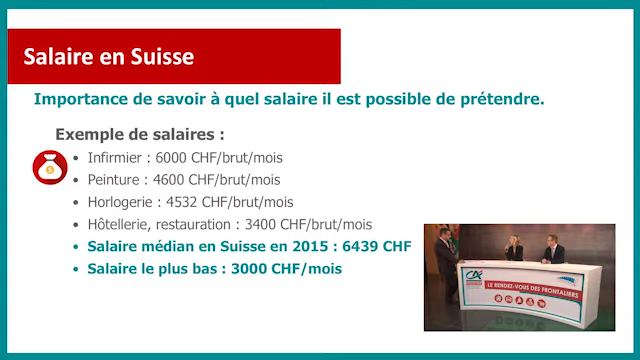 Salaire en Suisse
Importance de savoir à quel salaire il est possible de prétendre.
Exemple de salaires :
• Infirmier : 6000 CHF/brut/mois
• Peinture : 4600 CHF/brut/mois
• Horlogerie : 4532 CHF/brut/mois
• Hôtellerie, restauration : 3400 CHF/brut/mois
• Salaire médian en Suisse en 2015 : 6439 CHF
• Salaire le plus bas : 3000 CHF/mois
CA
LE RENDEZ-VOUS DES FRONTALIERS